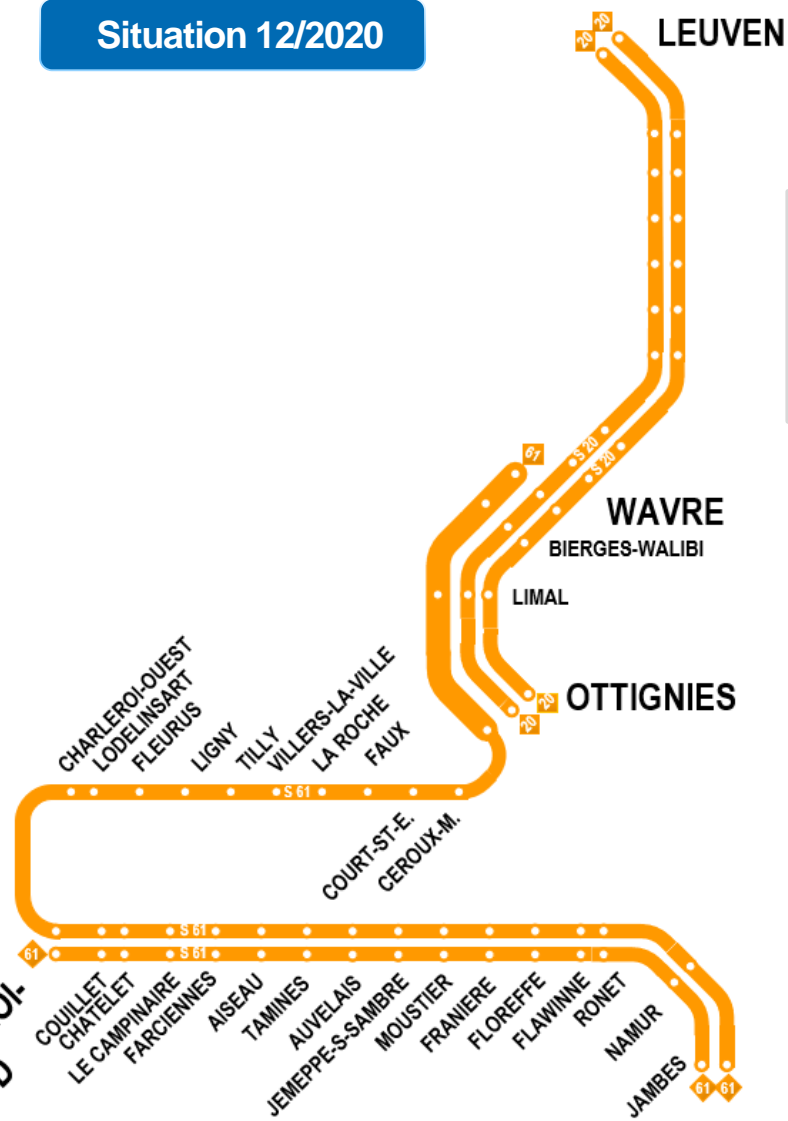 Situation 12/2020
20
20
LEUVEN
61
S 20
S 20
WAVRE
BIERGES-WALIBI
LIMAL
OTTIGNIES
20
20
CHARLEROI-OUEST
LODELINSART
FLEURUS
LIGNY
TILLY
VILLERS-LA-VILLE
LA ROCHE
FAUX
S 61
COURT-ST-E.
CEROUX-M.
S 61
61
S 61
COUILLET
CHATELET
LE CAMPINAIRE
FARCIENNES
AISEAU
TAMINES
AUVELAIS
JEMEPPE-S-SAMBRE
MOUSTIER
FRANIERE
FLOREFFE
FLAWINNE
RONET
NAMUR
JAMBES
61
61